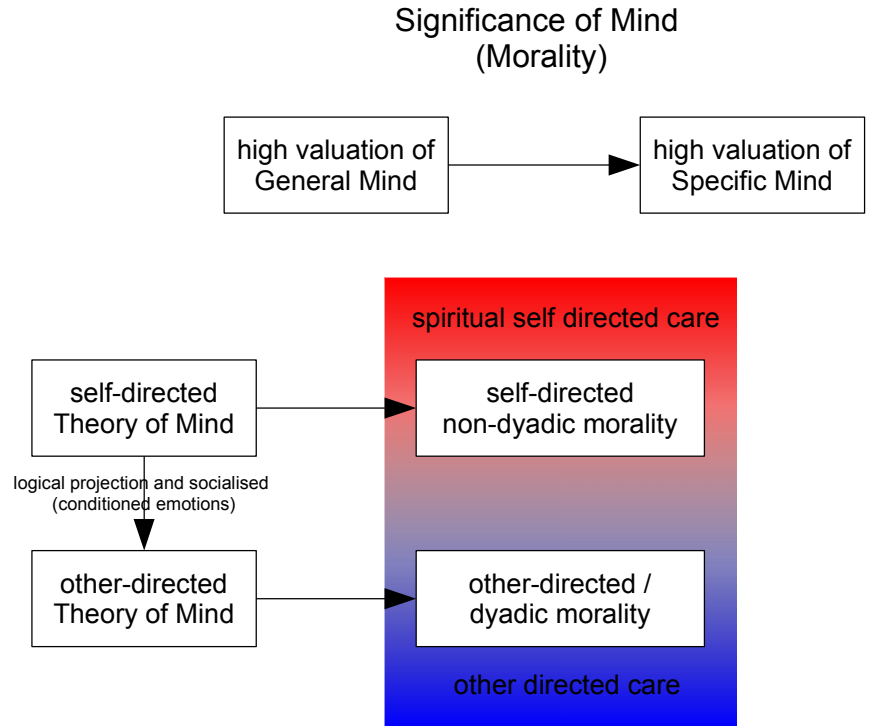 Significance of Mind
(Morality)
high valuation of
General Mind
high valuation of
Specific Mind
spiritual self directed care
self-directed
Theory of Mind
self-directed
non-dyadic morality
logical projection and socialised
(conditioned emotions)
other-directed
Theory of Mind
other-directed /
dyadic morality
other directed care